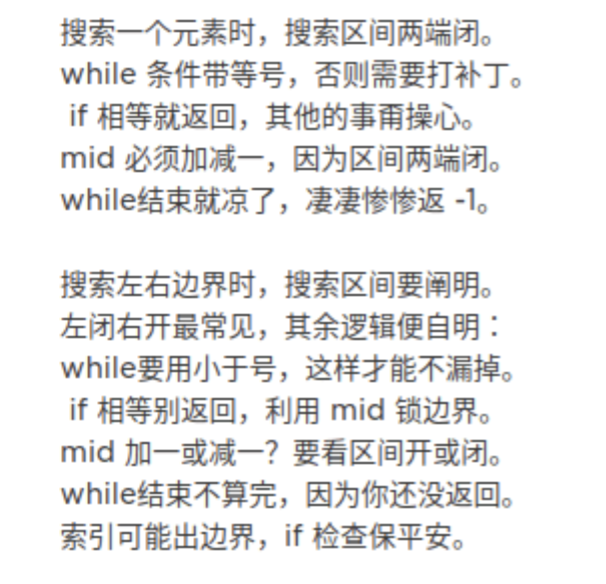 搜索一个元素时，搜索区间两端闭。
while 条件带等号，否则需要打补丁。
if 相等就返回，其他的事甭操心。
mid 必须加减一，因为区间两端闭。
while结束就凉了，凄凄惨惨返 -1。
搜索左右边界时，搜索区间要阐明。
左闭右开最常见，其余逻辑便自明：
while要用小于号，这样才能不漏掉。
if 相等别返回，利用 mid 锁边界。
mid 加一或减一？要看区间开或闭。
while结束不算完，因为你还没返回。
索引可能出边界，if 检查保平安。